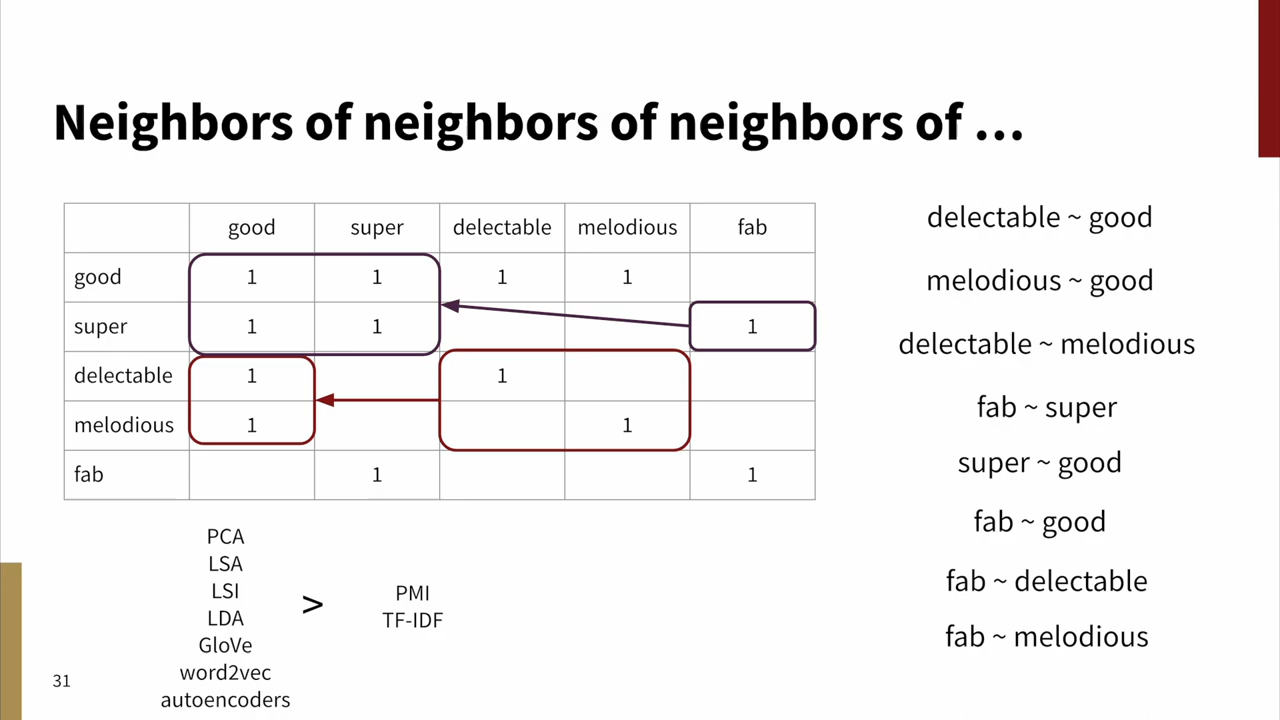 Neighbors of neighbors of neighbors of ...
good super delectable melodious fab
good 1 1 1 1
super 1 1 1
delectable 1 1
melodious 1 1
fab 1 1
delectable ~ good
melodious ~ good
delectable ~ melodious
fab ~ super
super ~ good
fab ~ good
fab ~ delectable
fab ~ melodious
PCA
LSA
LSI
LDA
GloVe
word2vec
autoencoders
>
PMI
TF-IDF
31